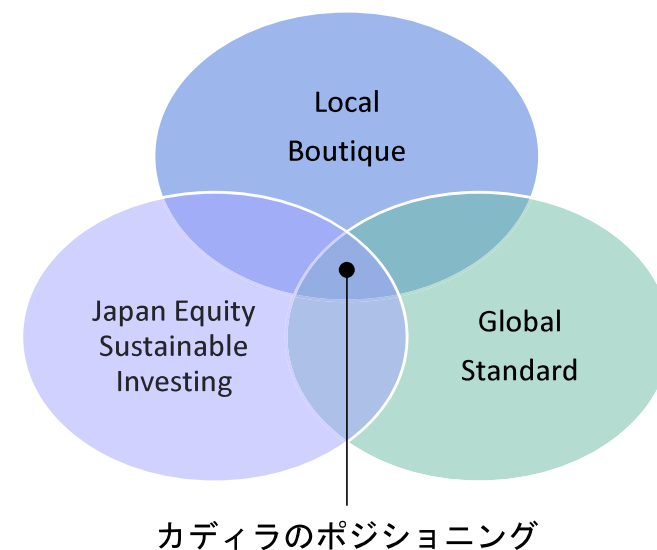 Local
Boutique
Japan Equity
Sustainable
Investing
Global
Standard
カディラのポジショニング